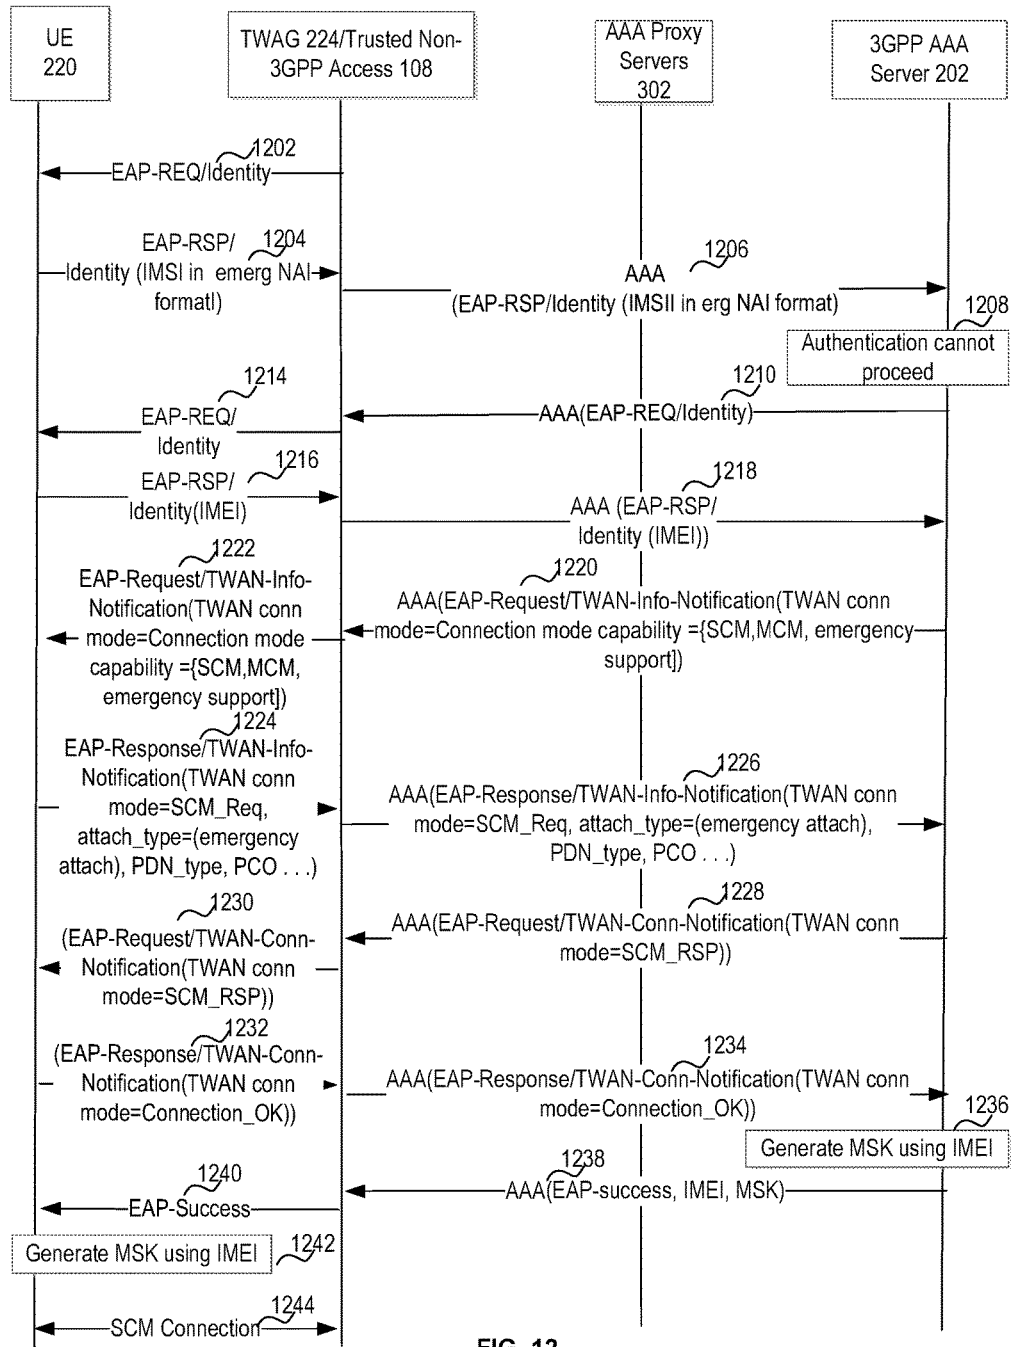 UE
220
TWAG 224/Trusted Non-
3GPP Access 108
AAA Proxy
Servers
302
3GPP AAA
Server 202
1202
EAP-REQ/Identity
EAP-RSP/
1204
Identity (IMSI in emerg NAI
formatI)
1206
AAA
(EAP-RSP/Identity (IMSII in erg NAI format)
1208
Authentication cannot
proceed
1210
AAA(EAP-REQ/Identity)
1214
EAP-REQ/
Identity
1216
EAP-RSP/
Identity(IMEI)
1218
AAA (EAP-RSP/
Identity (IMEI))
1222
EAP-Request/TWAN-Info-
Notification(TWAN conn
mode=Connection mode
capability ={SCM,MCM,
emergency support])
1220
AAA(EAP-Request/TWAN-Info-Notification(TWAN conn
mode=Connection mode capability ={SCM,MCM, emergency
support])
1224
EAP-Response/TWAN-Info-
Notification(TWAN conn
mode=SCM_Req,
attach_type=(emergency
attach), PDN_type, PCO . . .)
1226
AAA(EAP-Response/TWAN-Info-Notification(TWAN conn
mode=SCM_Req, attach_type=(emergency attach),
PDN_type, PCO . . .)
1228
AAA(EAP-Request/TWAN-Conn-Notification(TWAN conn
mode=SCM_RSP))
1230
(EAP-Request/TWAN-Conn-
Notification(TWAN conn
mode=SCM_RSP))
1232
(EAP-Response/TWAN-Conn-
Notification(TWAN conn
mode=Connection_OK))
1234
AAA(EAP-Response/TWAN-Conn-Notification(TWAN conn
mode=Connection_OK))
1236
Generate MSK using IMEI
1238
AAA(EAP-success, IMEI, MSK)
1240
EAP-Success
Generate MSK using IMEI
1242
1244
SCM Connection
FIG. 12